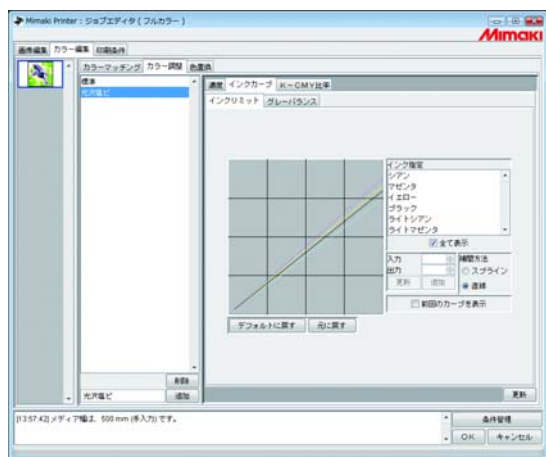 Mimaki Printer : ジョブエディタ ( フルカラー )
Mimaki
画像編集 カラー編集 印刷条件
カラーマッチング カラー調整 色置換
標準
光沢塩ビ
濃度 インクカーブ K-CMY比率
インクリミット グレーバランス
インク指定
シアン
マゼンタ
イエロー
ブラック
ライトシアン
ライトマゼンタ
全て表示
入力
出力
更新 追加
補間方法
スプライン
直線
前回のカーブを表示
デフォルトに戻す 元に戻す
削除
光沢塩ビ 追加
更新
[13:57:42] メディア幅は、500 mm (手入力) です。
条件管理
OK キャンセル